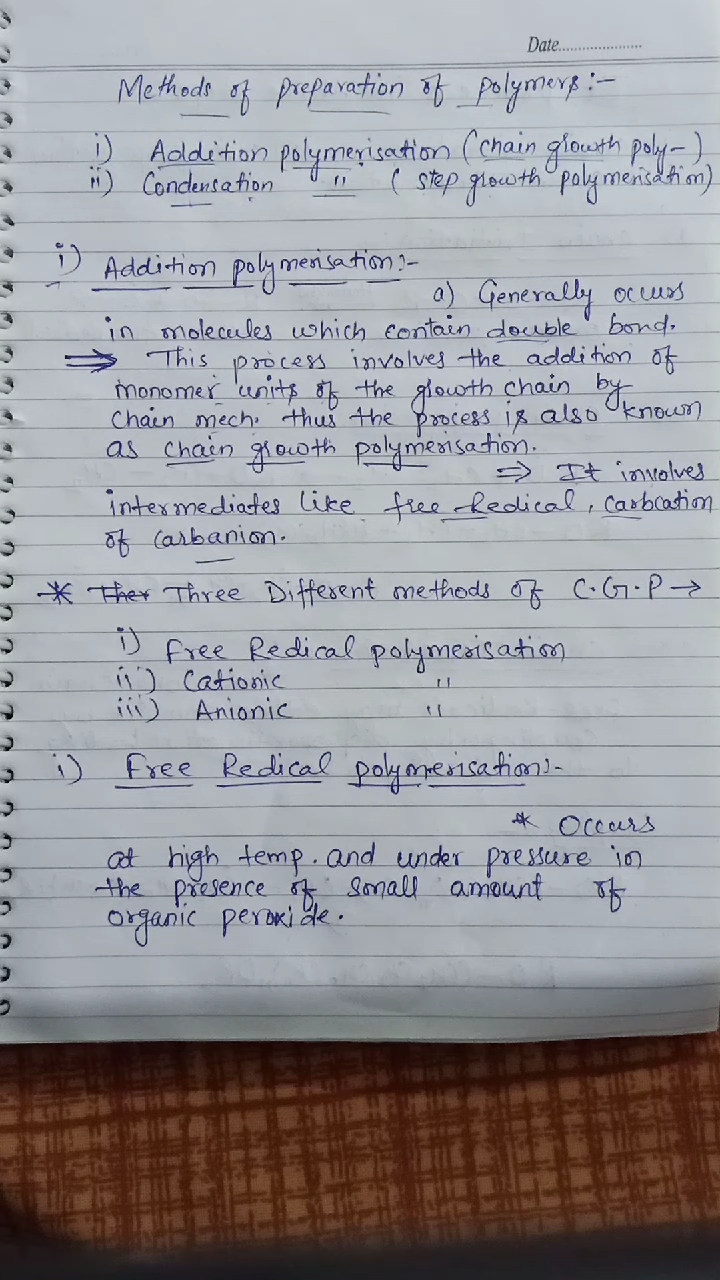 Date......................
Methods of preparation of polymers:-
i) Addition polymerisation (chain growth poly-)
ii) Condensation " (step growth polymerisation)
i) Addition polymerisation:-
a) Generally occurs
in molecules which contain double bond.
⇒ This process involves the addition of
monomer units of the growth chain by
chain mech. thus the process is also known
as chain growth polymerisation.
⇒ It involves
intermediates like free Redical, Carbcation
of Carbanion.
* Ther Three Different methods of C.G.P →
i) Free Redical polymerisation
ii) Cationic "
iii) Anionic "
i) Free Redical polymerisation:-
* Occurs
at high temp. and under pressure in
the presence of small amount of
organic peroxide.